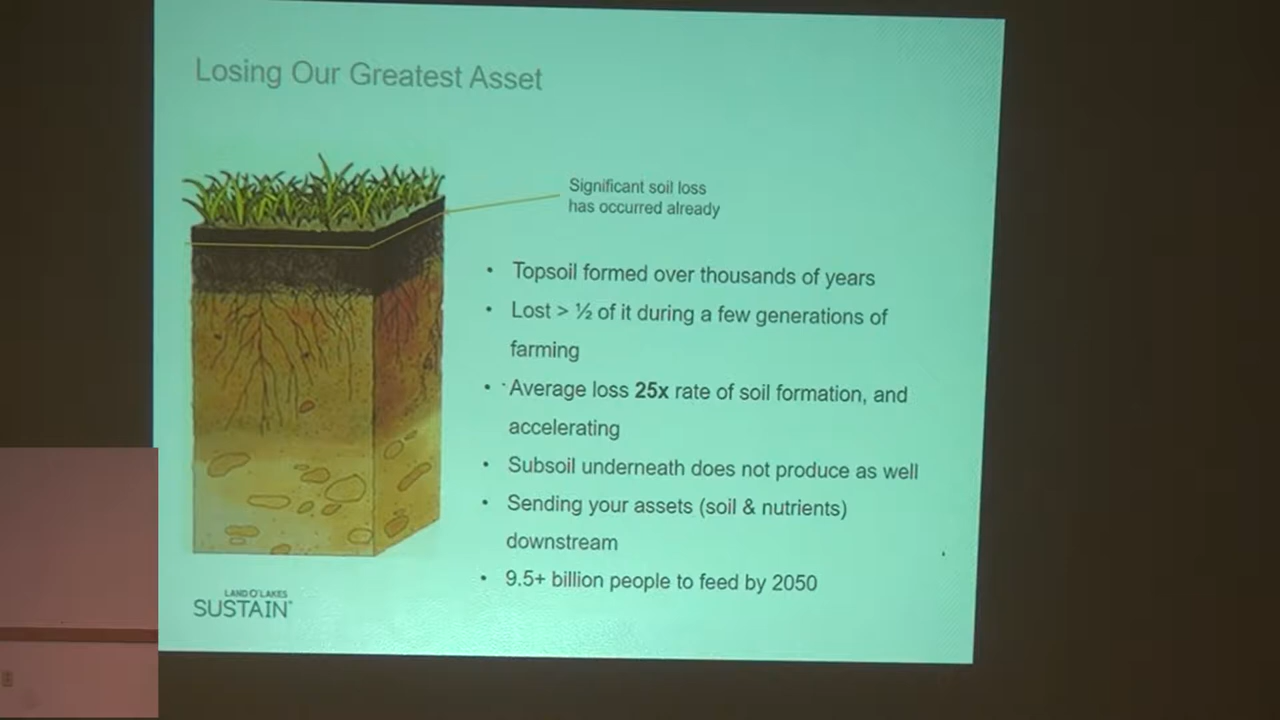 Losing Our Greatest Asset
Significant soil loss
has occurred already
• Topsoil formed over thousands of years
• Lost > ½ of it during a few generations of
farming
• Average loss 25x rate of soil formation, and
accelerating
• Subsoil underneath does not produce as well
• Sending your assets (soil & nutrients)
downstream
• 9.5+ billion people to feed by 2050
LAND O'LAKES
SUSTAIN